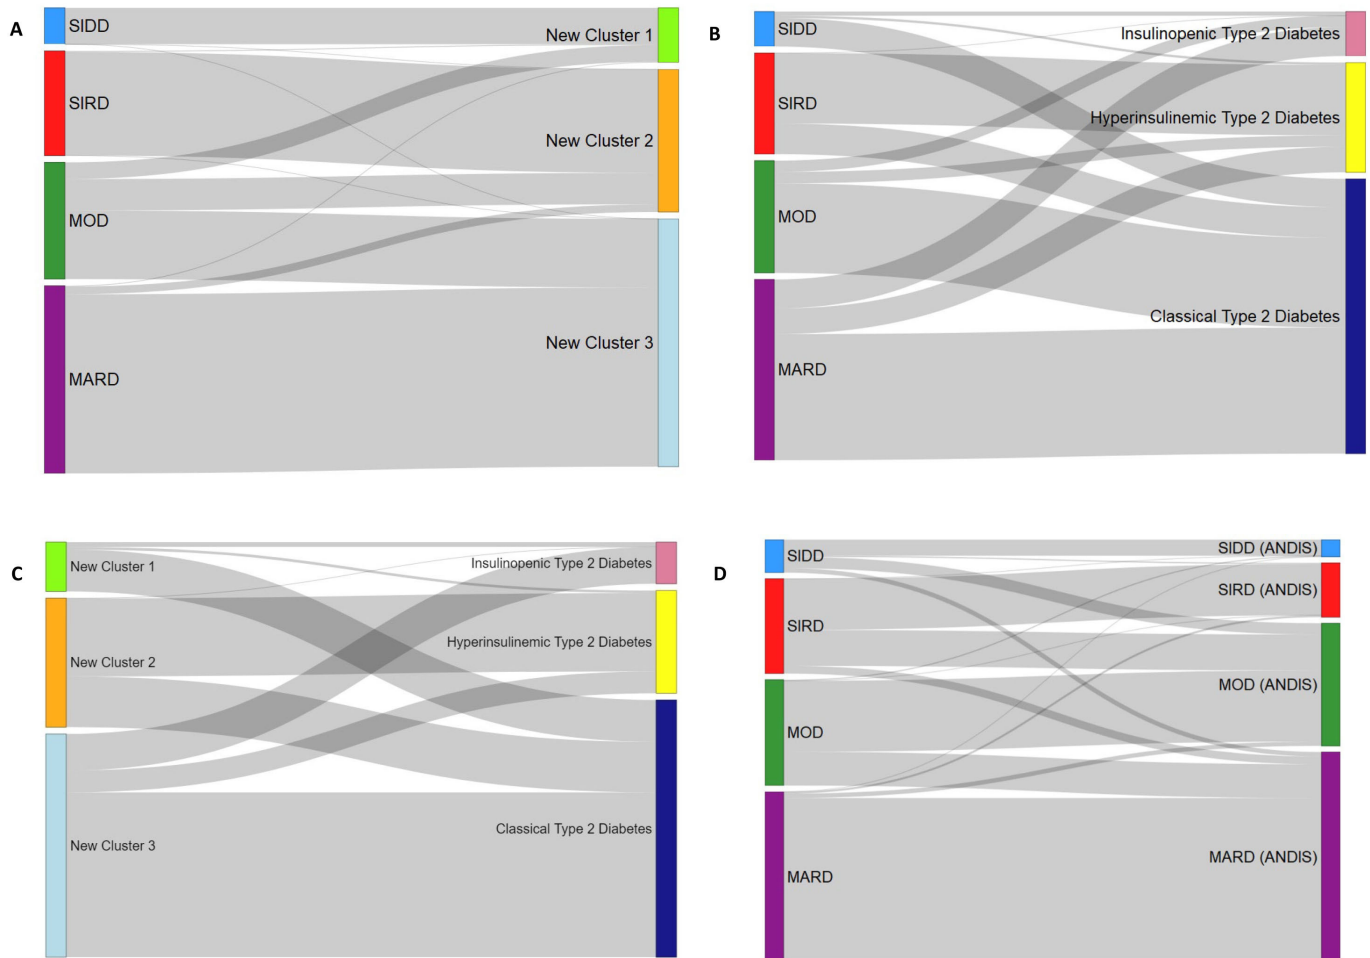 A
SIDD
SIRD
MOD
MARD
New Cluster 1
New Cluster 2
New Cluster 3
B
SIDD
SIRD
MOD
MARD
Insulinopenic Type 2 Diabetes
Hyperinsulinemic Type 2 Diabetes
Classical Type 2 Diabetes
C
New Cluster 1
New Cluster 2
New Cluster 3
Insulinopenic Type 2 Diabetes
Hyperinsulinemic Type 2 Diabetes
Classical Type 2 Diabetes
D
SIDD
SIRD
MOD
MARD
SIDD (ANDIS)
SIRD (ANDIS)
MOD (ANDIS)
MARD (ANDIS)